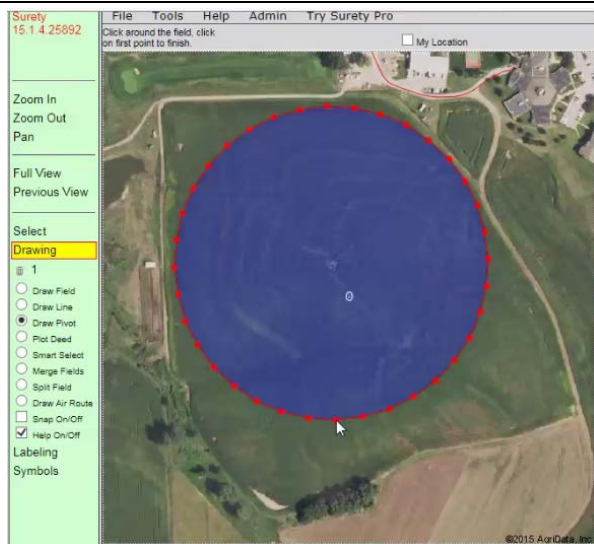 Surety
15.1.4.25892
File Tools Help Admin Try Surety Pro
Click around the field, click
on first point to finish.
My Location
Zoom In
Zoom Out
Pan
Full View
Previous View
Select
Drawing
1
Draw Field
Draw Line
Draw Pivot
Plot Deed
Smart Select
Merge Fields
Split Field
Draw Air Route
Snap On/Off
Help On/Off
Labeling
Symbols
0
©2015 AgriData, Inc.